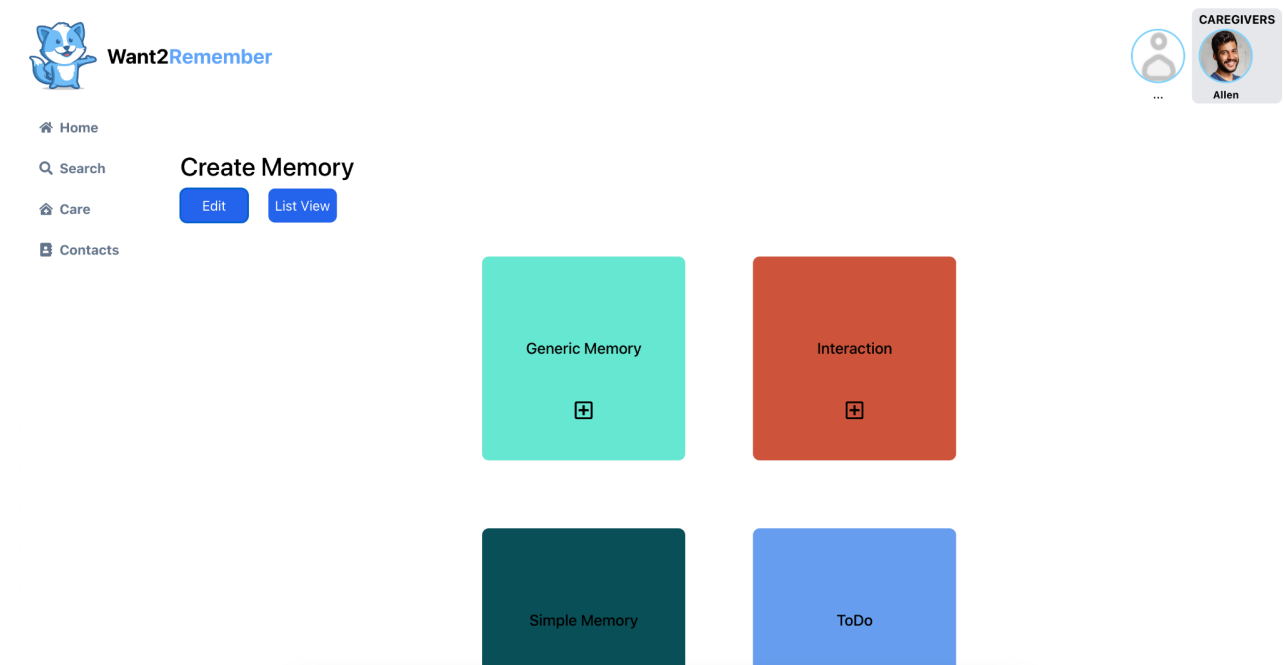 Want2Remember
CAREGIVERS
...
Allen
Home
Search
Care
Contacts
Create Memory
Edit
List View
Generic Memory
Interaction
Simple Memory
ToDo